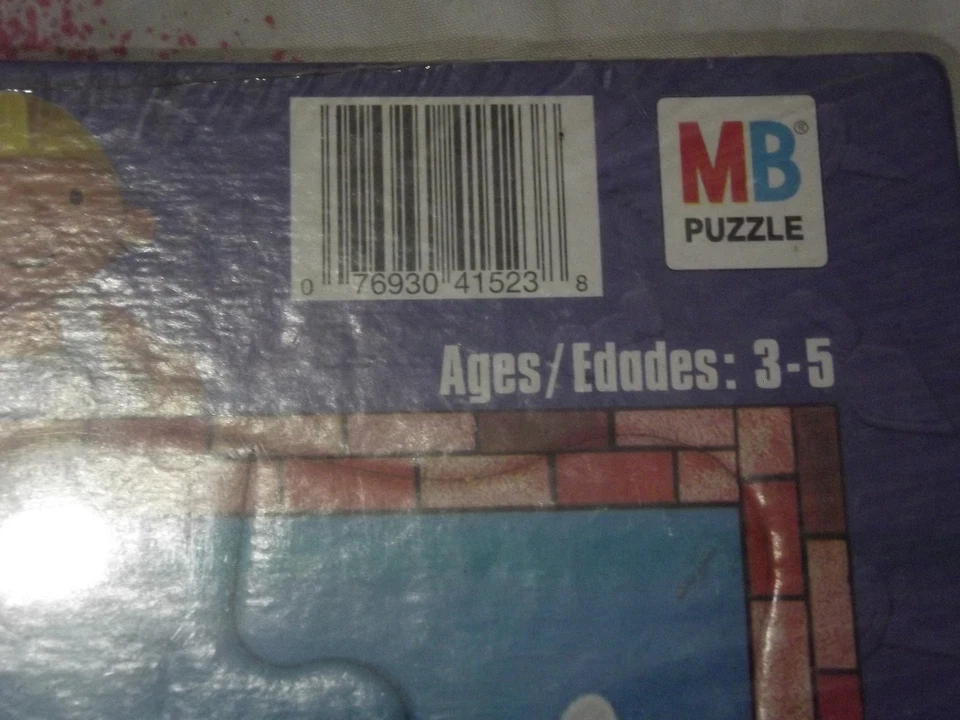 MB®
PUZZLE
0 76930 41523 8
Ages/Edades: 3-5